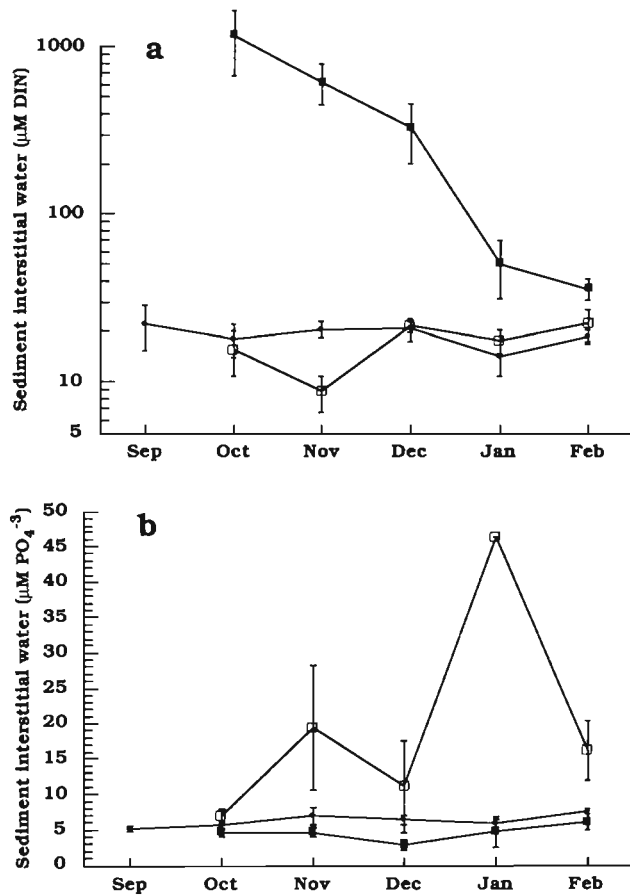 a
Sediment interstitial water (μM DIN)
1000
100
10
5
Sep Oct Nov Dec Jan Feb
b
Sediment interstitial water (μM PO₄⁻³)
50
45
40
35
30
25
20
15
10
5
0
Sep Oct Nov Dec Jan Feb